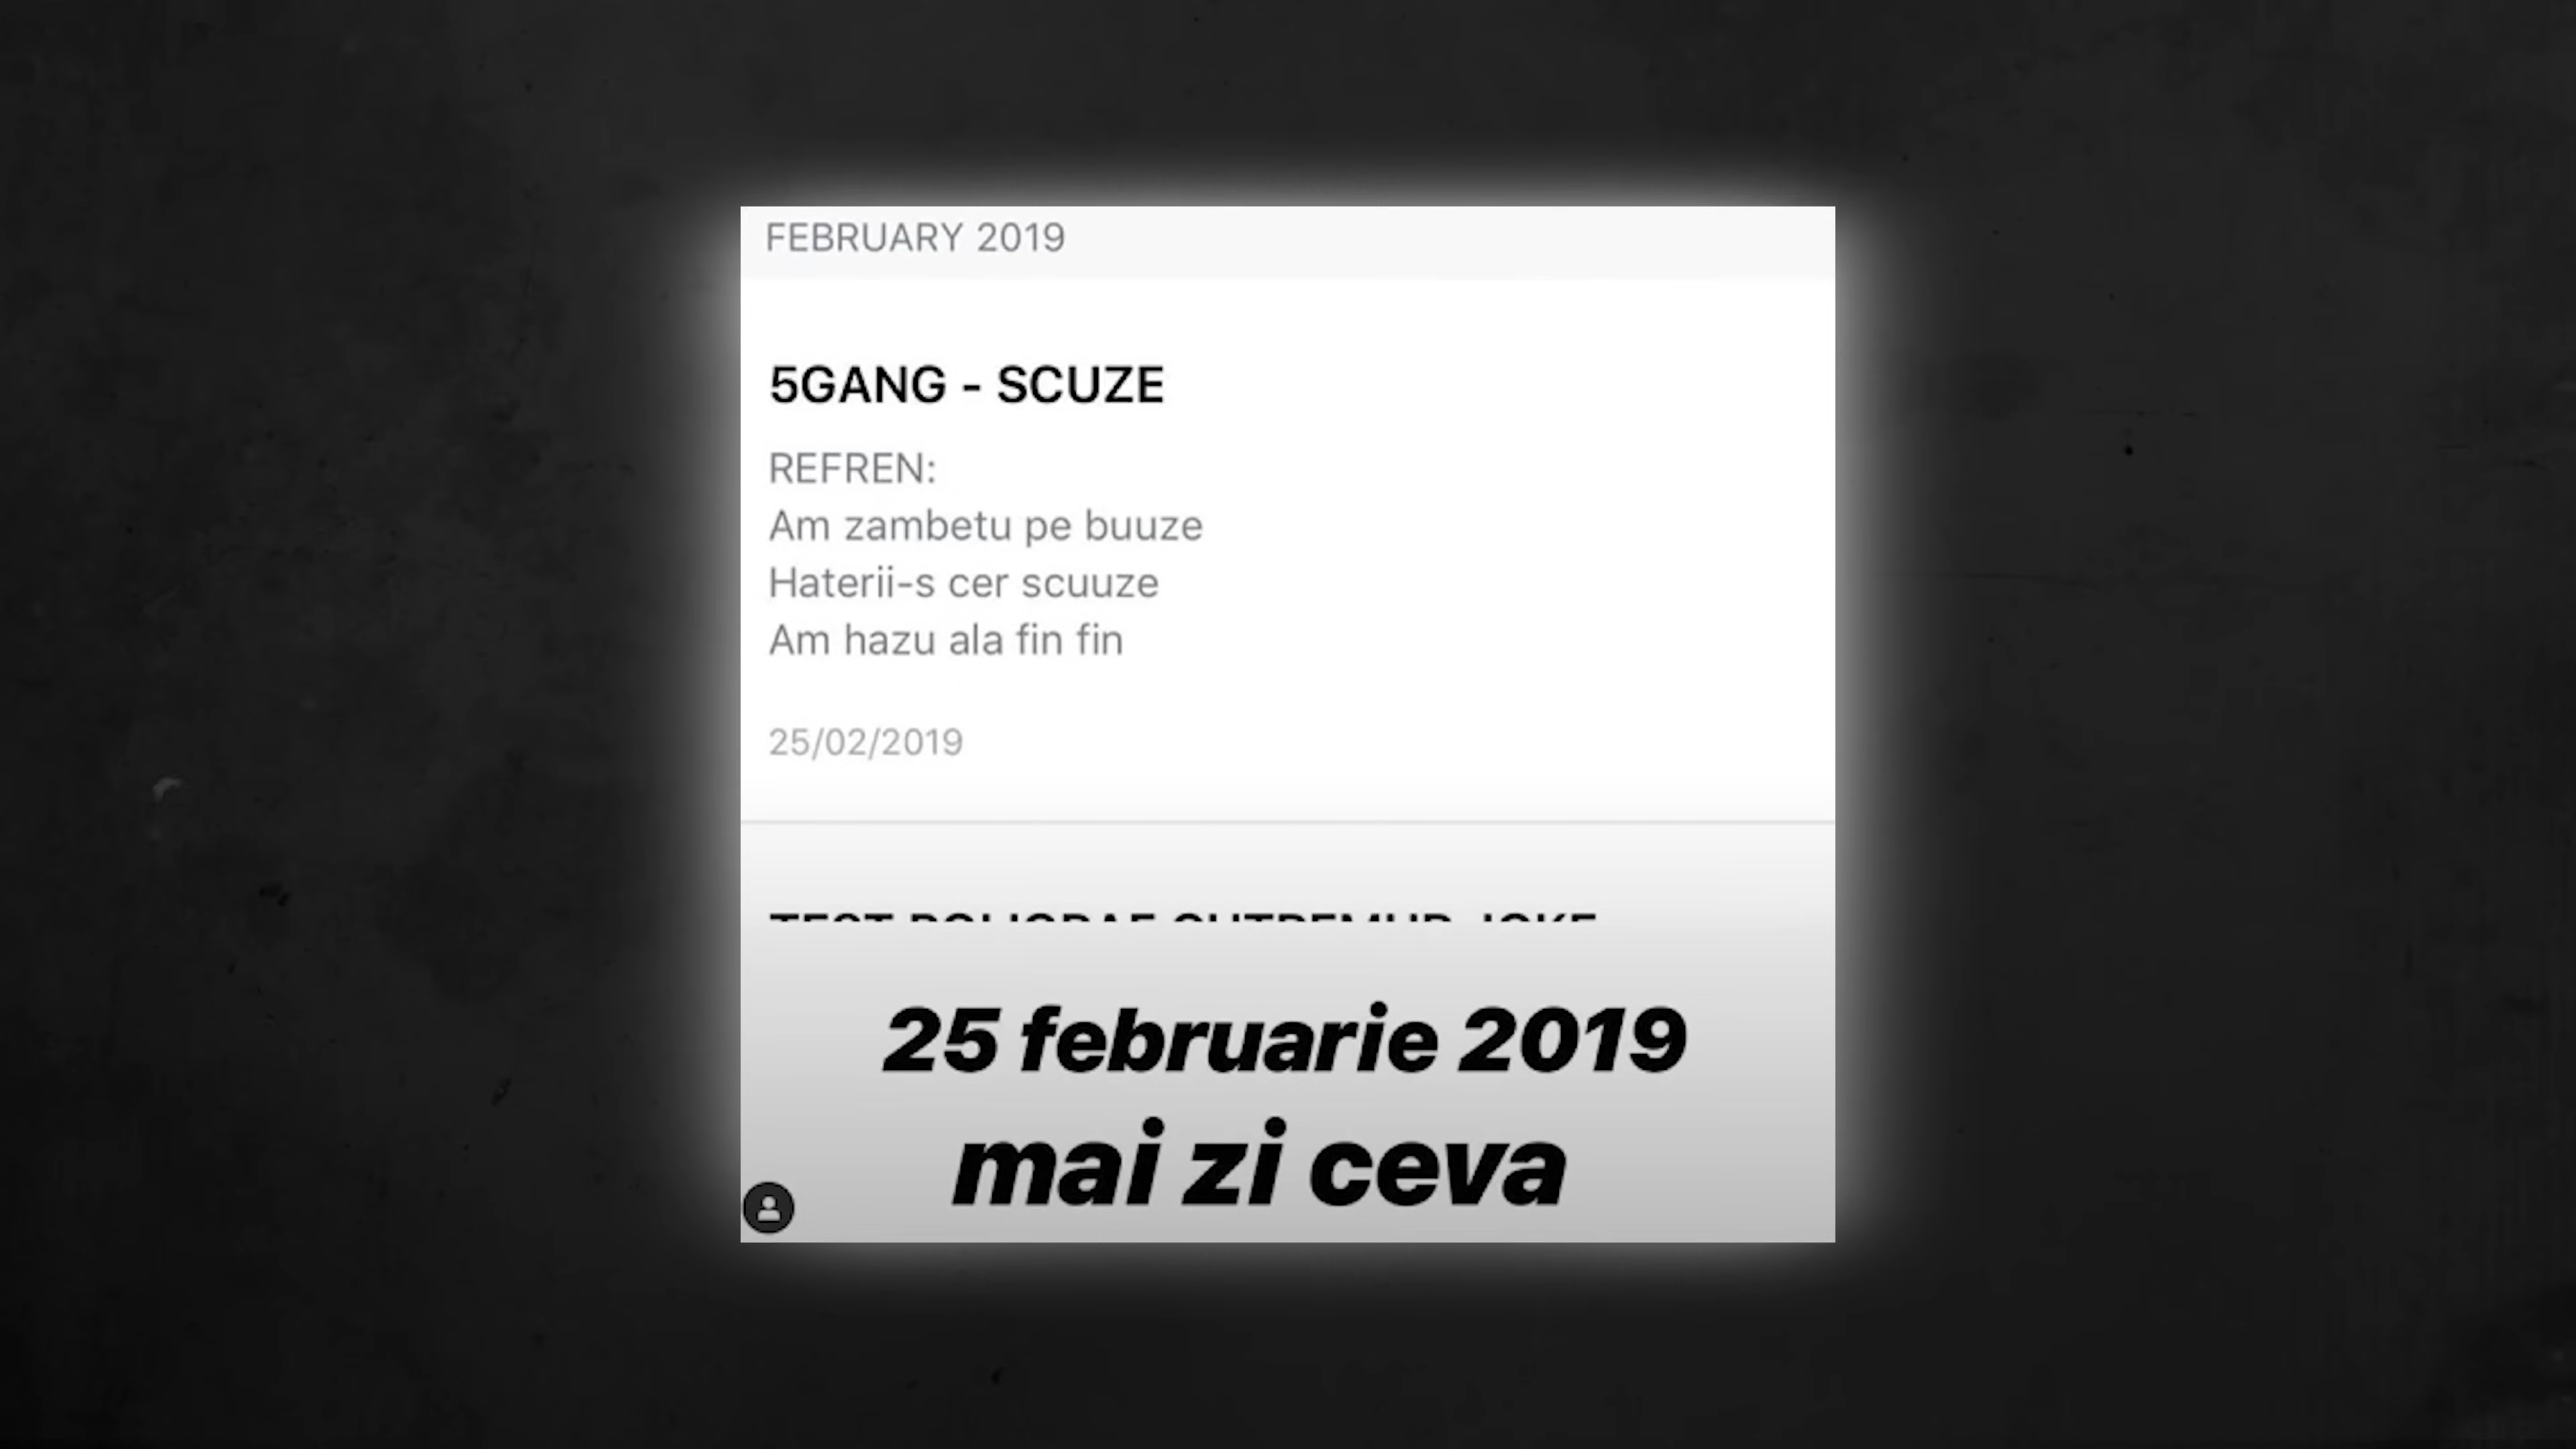 FEBRUARY 2019
5GANG - SCUZE
REFREN:
Am zambetu pe buuze
Haterii-s cer scuuze
Am hazu ala fin fin
25/02/2019
25 februarie 2019
mai zi ceva